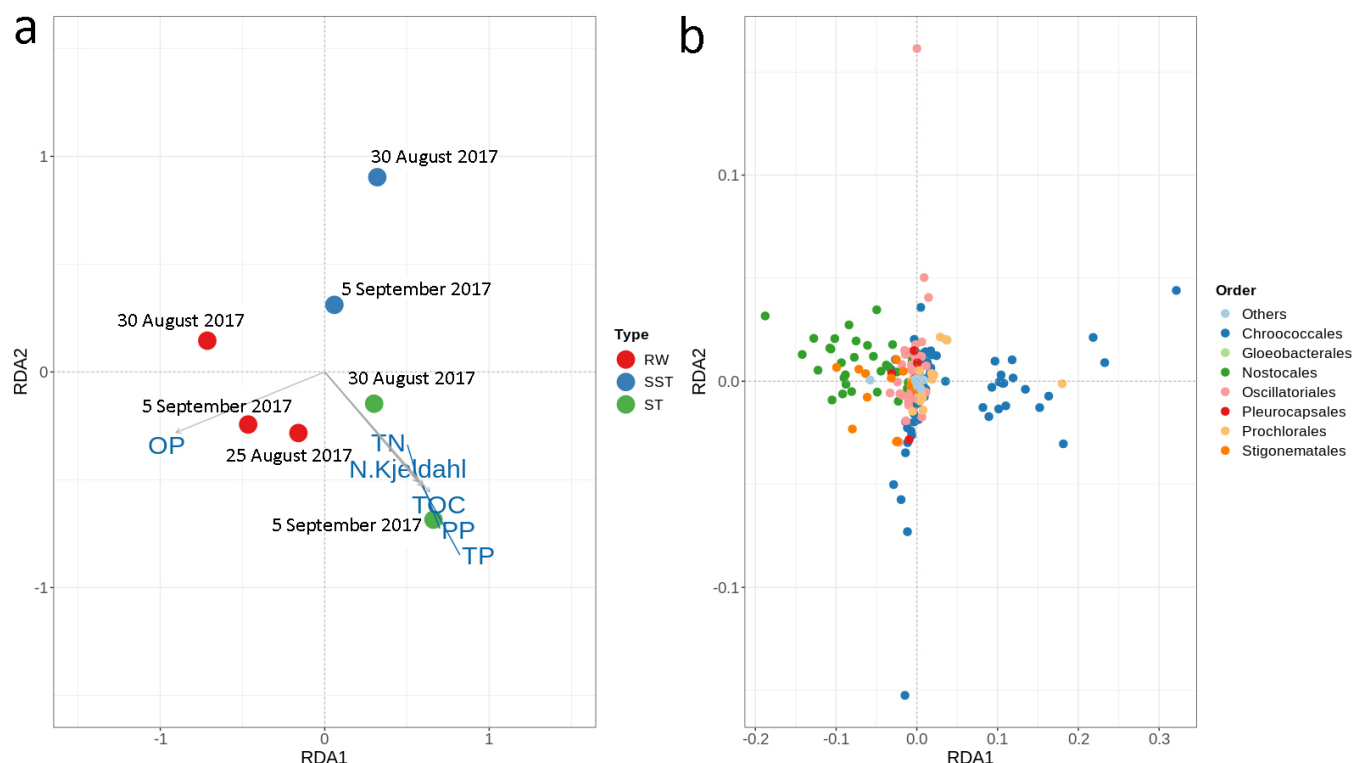 a
30 August 2017
5 September 2017
30 August 2017
30 August 2017
5 September 2017
OP
25 August 2017
TN
N.Kjeldahl
TOC
5 September 2017
PP
TP
1
0
-1
RDA2
-1
0
1
RDA1
Type
RW
SST
ST
b
0.1
0.0
-0.1
RDA2
-0.2
-0.1
0.0
0.1
0.2
0.3
RDA1
Order
Others
Chroococcales
Gloeobacterales
Nostocales
Oscillatoriales
Pleurocapsales
Prochlorales
Stigonematales